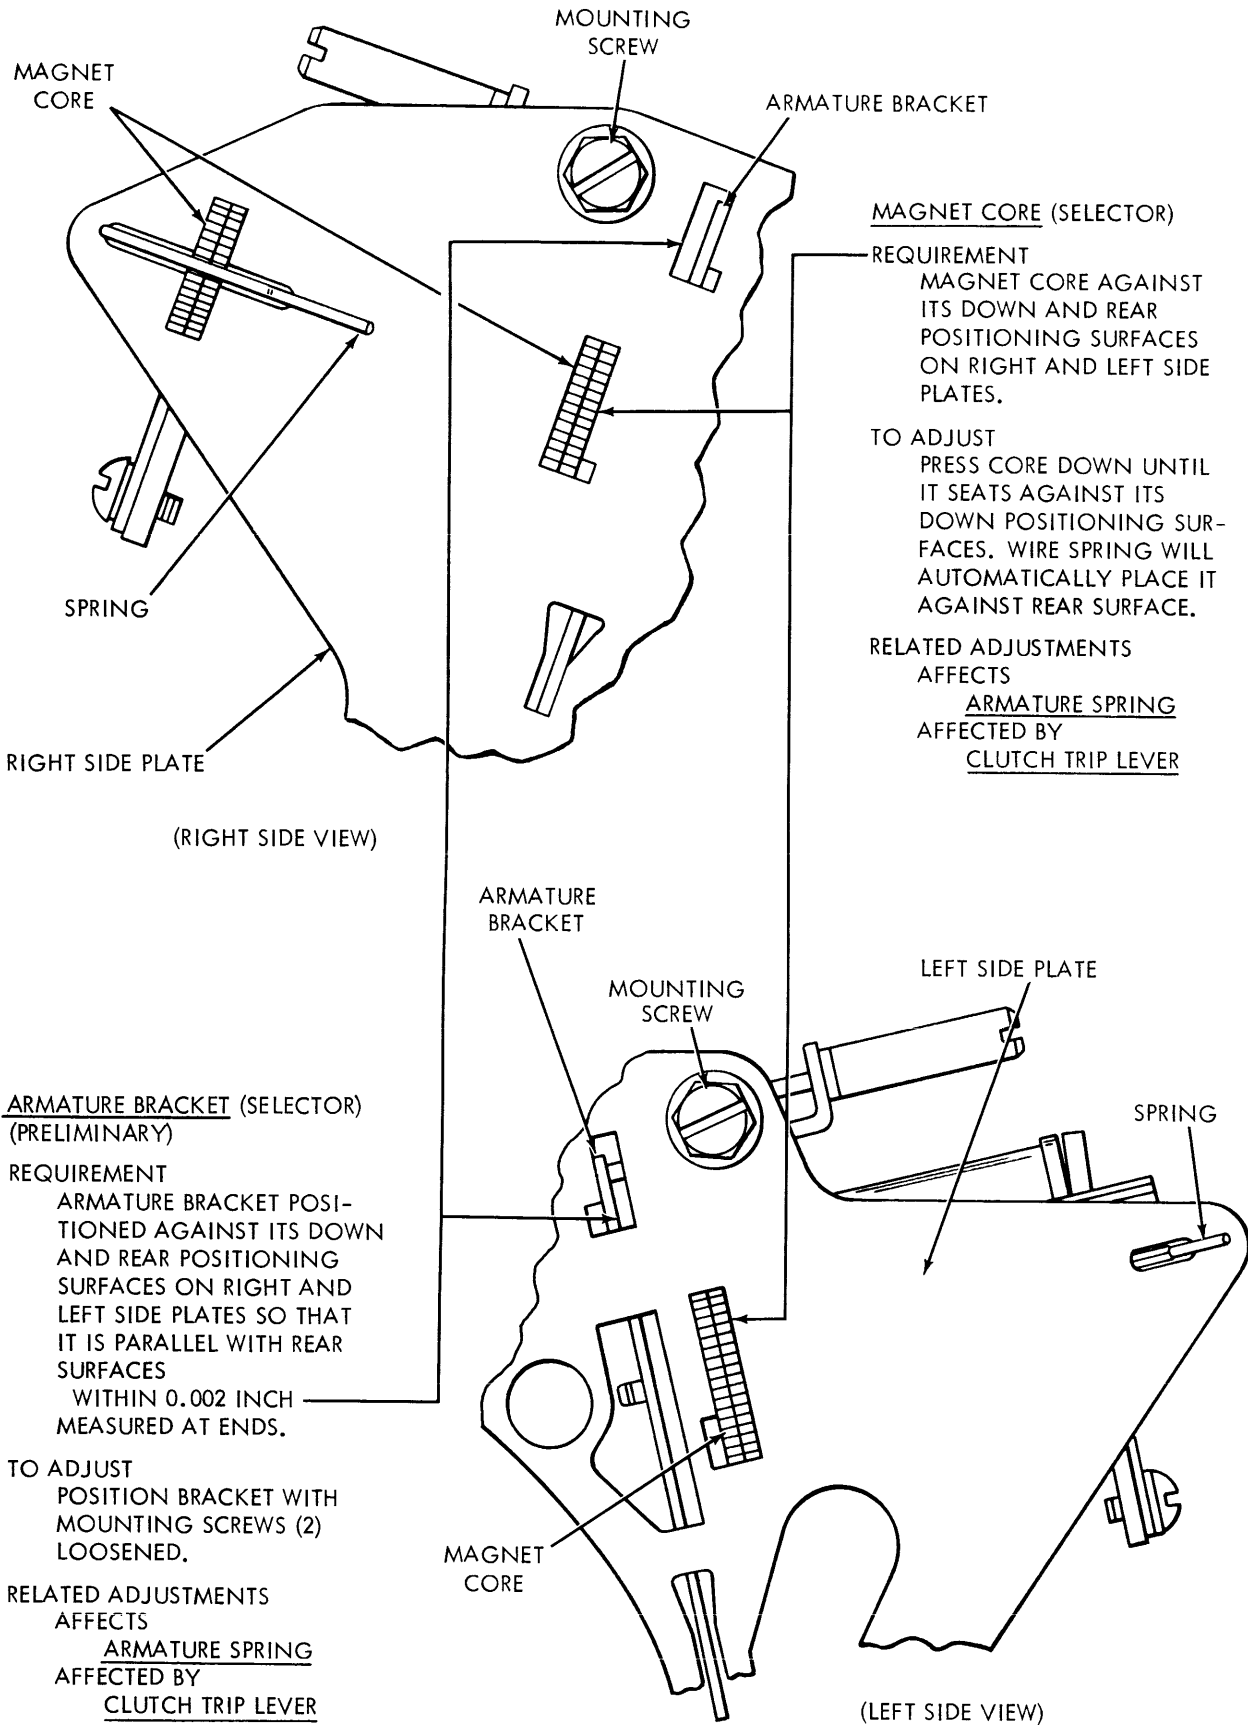 MOUNTING
SCREW
MAGNET
CORE
ARMATURE BRACKET
MAGNET CORE (SELECTOR)
REQUIREMENT
MAGNET CORE AGAINST
ITS DOWN AND REAR
POSITIONING SURFACES
ON RIGHT AND LEFT SIDE
PLATES.
TO ADJUST
PRESS CORE DOWN UNTIL
IT SEATS AGAINST ITS
DOWN POSITIONING SUR-
FACES. WIRE SPRING WILL
AUTOMATICALLY PLACE IT
AGAINST REAR SURFACE.
RELATED ADJUSTMENTS
AFFECTS
ARMATURE SPRING
AFFECTED BY
CLUTCH TRIP LEVER
SPRING
RIGHT SIDE PLATE
(RIGHT SIDE VIEW)
ARMATURE
BRACKET
MOUNTING
SCREW
LEFT SIDE PLATE
SPRING
ARMATURE BRACKET (SELECTOR)
(PRELIMINARY)
REQUIREMENT
ARMATURE BRACKET POSI-
TIONED AGAINST ITS DOWN
AND REAR POSITIONING
SURFACES ON RIGHT AND
LEFT SIDE PLATES SO THAT
IT IS PARALLEL WITH REAR
SURFACES
WITHIN 0.002 INCH
MEASURED AT ENDS.
TO ADJUST
POSITION BRACKET WITH
MOUNTING SCREWS (2)
LOOSENED.
RELATED ADJUSTMENTS
AFFECTS
ARMATURE SPRING
AFFECTED BY
CLUTCH TRIP LEVER
MAGNET
CORE
(LEFT SIDE VIEW)